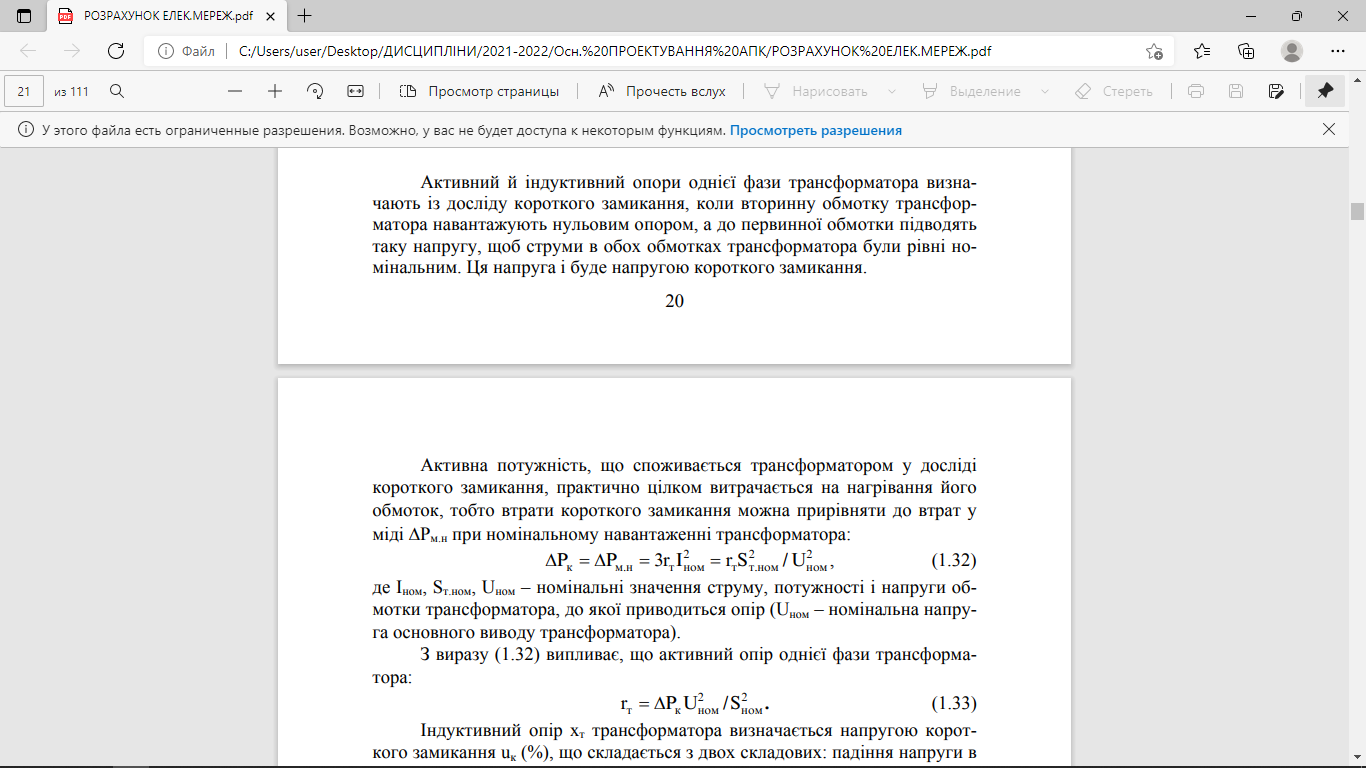 РОЗРАХУНОК ЕЛЕК.МЕРЕЖ.pdf
Файл C:/Users/user/Desktop/ДИСЦИПЛІНИ/2021-2022/Осн.%20ПРОЕКТУВАННЯ%20АПК/РОЗРАХУНОК%20ЕЛЕК.МЕРЕЖ.pdf
21 из 111 Просмотр страницы Прочесть вслух Нарисовать Выделение Стереть
У этого файла есть ограниченные разрешения. Возможно, у вас не будет доступа к некоторым функциям. Просмотреть разрешения
Активний й індуктивний опори однієї фази трансформатора визна-
чають із досліду короткого замикання, коли вторинну обмотку трансфор-
матора навантажують нульовим опором, а до первинної обмотки підводять
таку напругу, щоб струми в обох обмотках трансформатора були рівні но-
мінальним. Ця напруга і буде напругою короткого замикання.
20
Активна потужність, що споживається трансформатором у досліді
короткого замикання, практично цілком витрачається на нагрівання його
обмоток, тобто втрати короткого замикання можна прирівняти до втрат у
міді ΔPм.н при номінальному навантаженні трансформатора:
ΔPк = ΔPм.н = 3rт I²ном = rт S²т.ном / U²ном , (1.32)
де Iном, Sт.ном, Uном – номінальні значення струму, потужності і напруги об-
мотки трансформатора, до якої приводиться опір (Uном – номінальна напру-
га основного виводу трансформатора).
З виразу (1.32) випливає, що активний опір однієї фази трансформа-
тора:
rт = ΔPк U²ном / S²ном . (1.33)
Індуктивний опір xт трансформатора визначається напругою корот-
кого замикання uк (%), що складається з двох складових: падіння напруги в